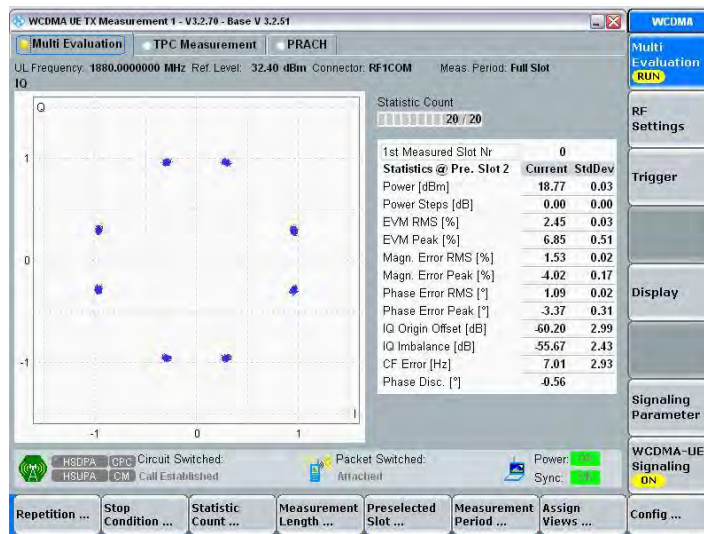 WCDMA UE TX Measurement 1 - V3.2.70 - Base V 3.2.51
WCDMA
Multi Evaluation
TPC Measurement
PRACH
UL Frequency: 1880.0000000 MHz Ref. Level: 32.40 dBm Connector: RF1COM Meas. Period: Full Slot
IQ
Q
1
0
-1
-1 0 1
I
Statistic Count
20 / 20
1st Measured Slot Nr 0
Statistics @ Pre. Slot 2 Current StdDev
Power [dBm] 18.77 0.03
Power Steps [dB] 0.00 0.00
EVM RMS [%] 2.45 0.03
EVM Peak [%] 6.85 0.51
Magn. Error RMS [%] 1.53 0.02
Magn. Error Peak [%] -4.02 0.17
Phase Error RMS [°] 1.09 0.02
Phase Error Peak [°] -3.37 0.31
IQ Origin Offset [dB] -60.20 2.99
IQ Imbalance [dB] -55.67 2.43
CF Error [Hz] 7.01 2.93
Phase Disc. [°] -0.56
Multi
Evaluation
RUN
RF
Settings
Trigger
Display
Signaling
Parameter
WCDMA-UE
Signaling
ON
HSDPA CPC Circuit Switched:
HSUPA CM Call Established
Packet Switched:
Attached
Power:
Sync:
Repetition ...
Stop
Condition ...
Statistic
Count ...
Measurement
Length ...
Preselected
Slot ...
Measurement
Period ...
Assign
Views ...
Config ...